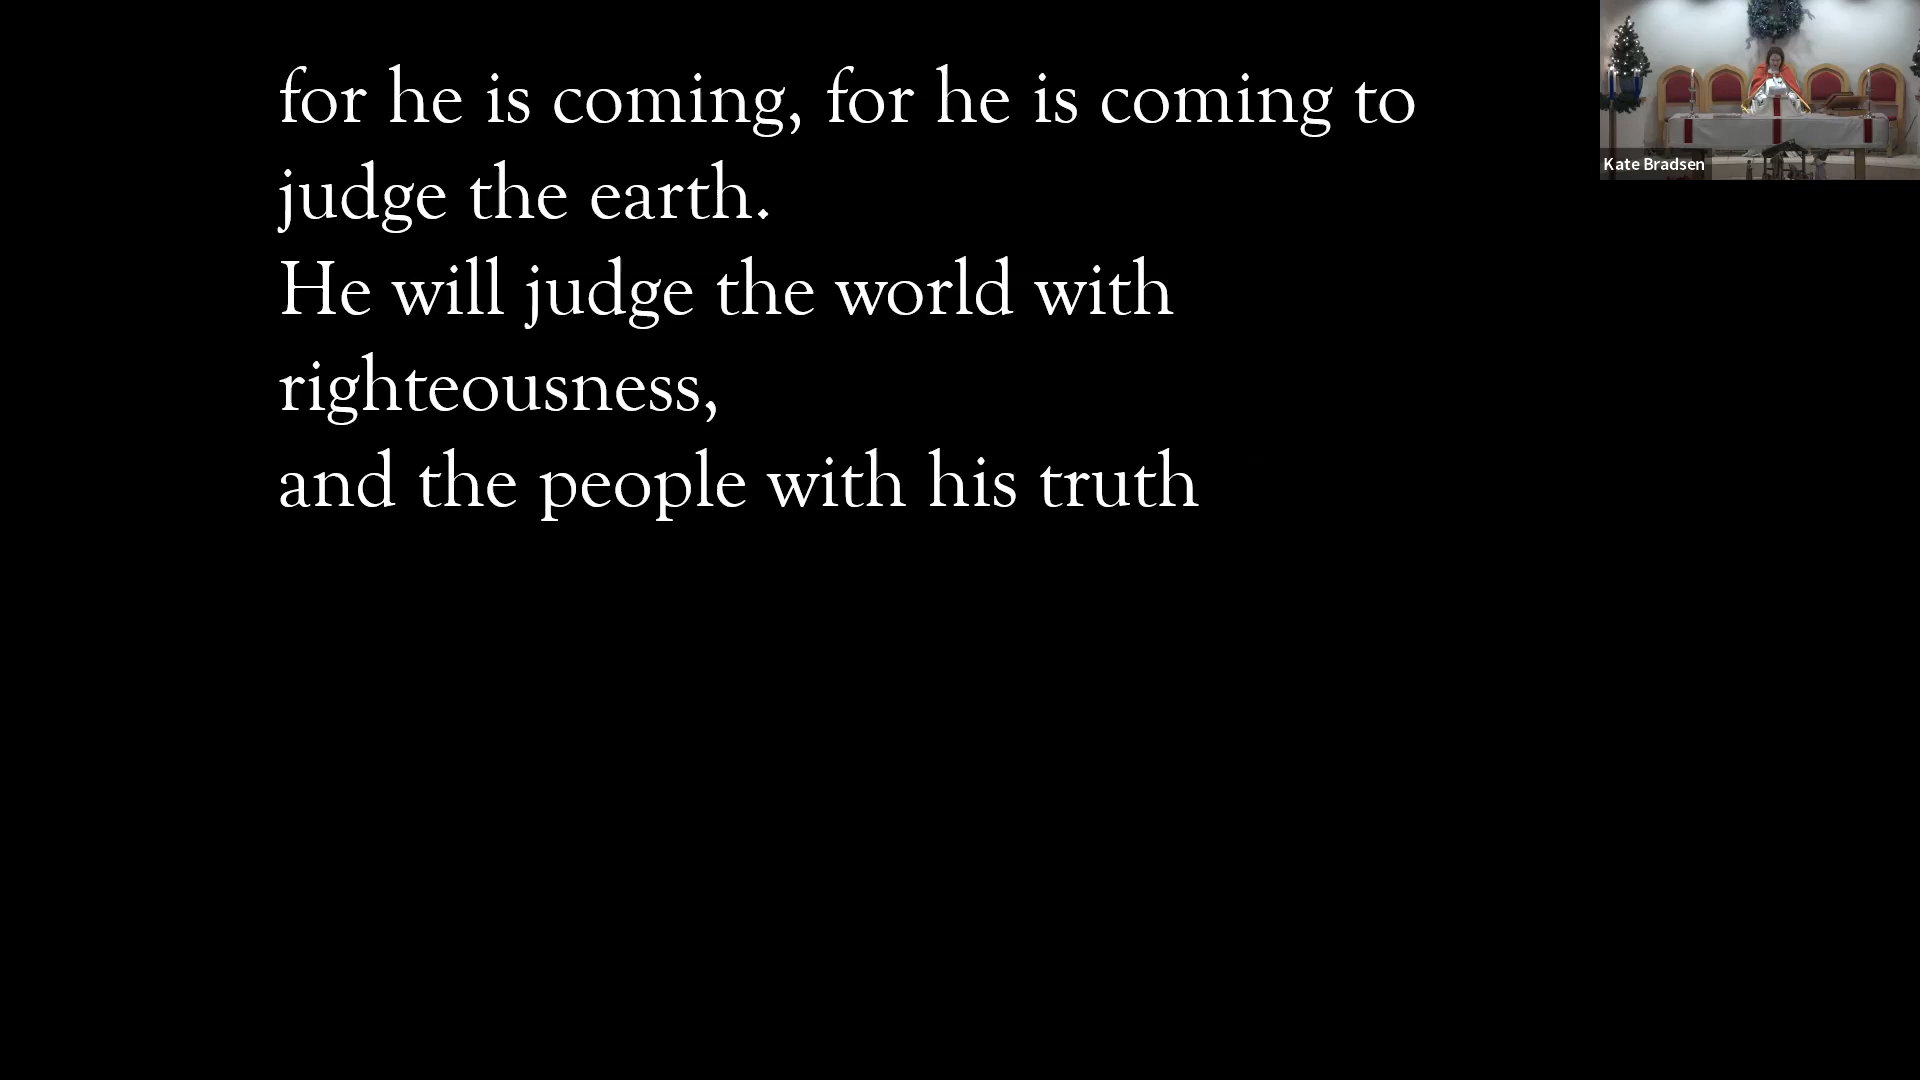 for he is coming, for he is coming to
judge the earth.
He will judge the world with
righteousness,
and the people with his truth
Kate Bradsen